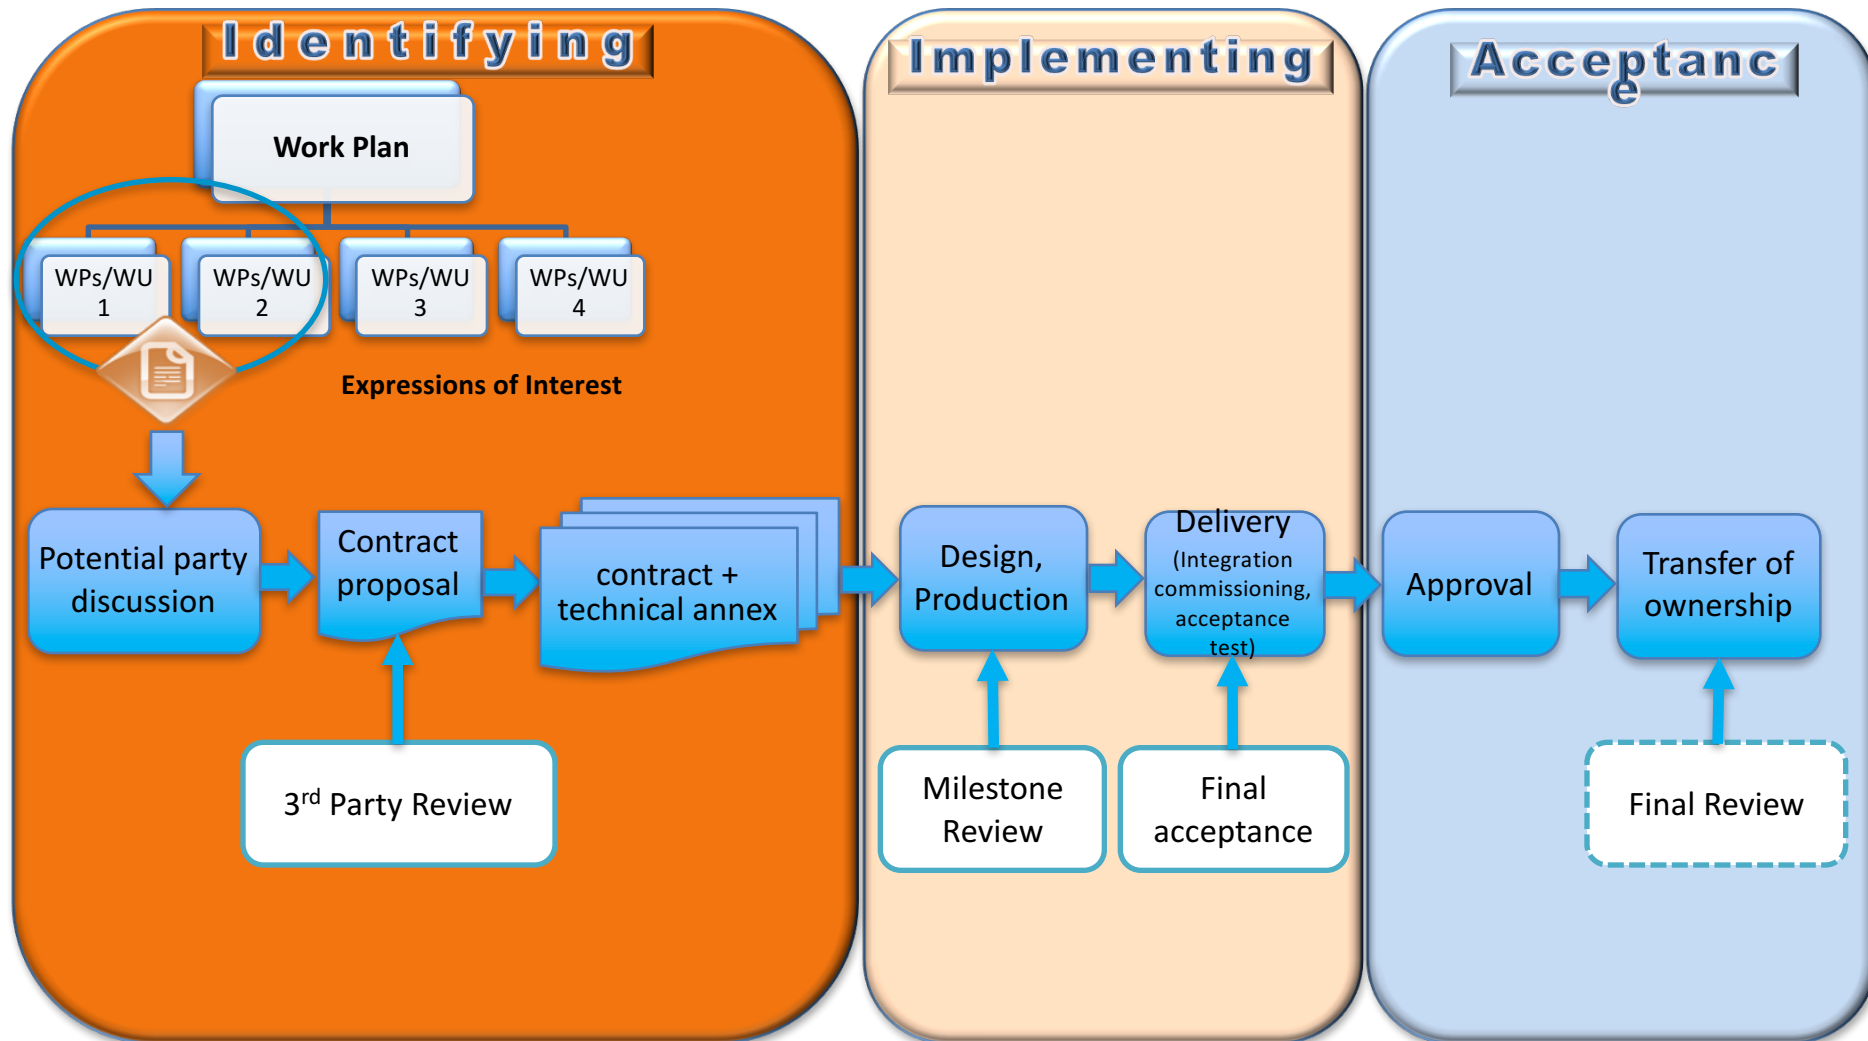 Identifying
Work Plan
WPs/WU
1
WPs/WU
2
WPs/WU
3
WPs/WU
4
Expressions of Interest
Potential party
discussion
Contract
proposal
contract +
technical annex
3rd Party Review
Implementing
Design,
Production
Delivery
(Integration
commissioning,
acceptance
test)
Milestone
Review
Final
acceptance
Acceptanc
e
Approval
Transfer of
ownership
Final Review